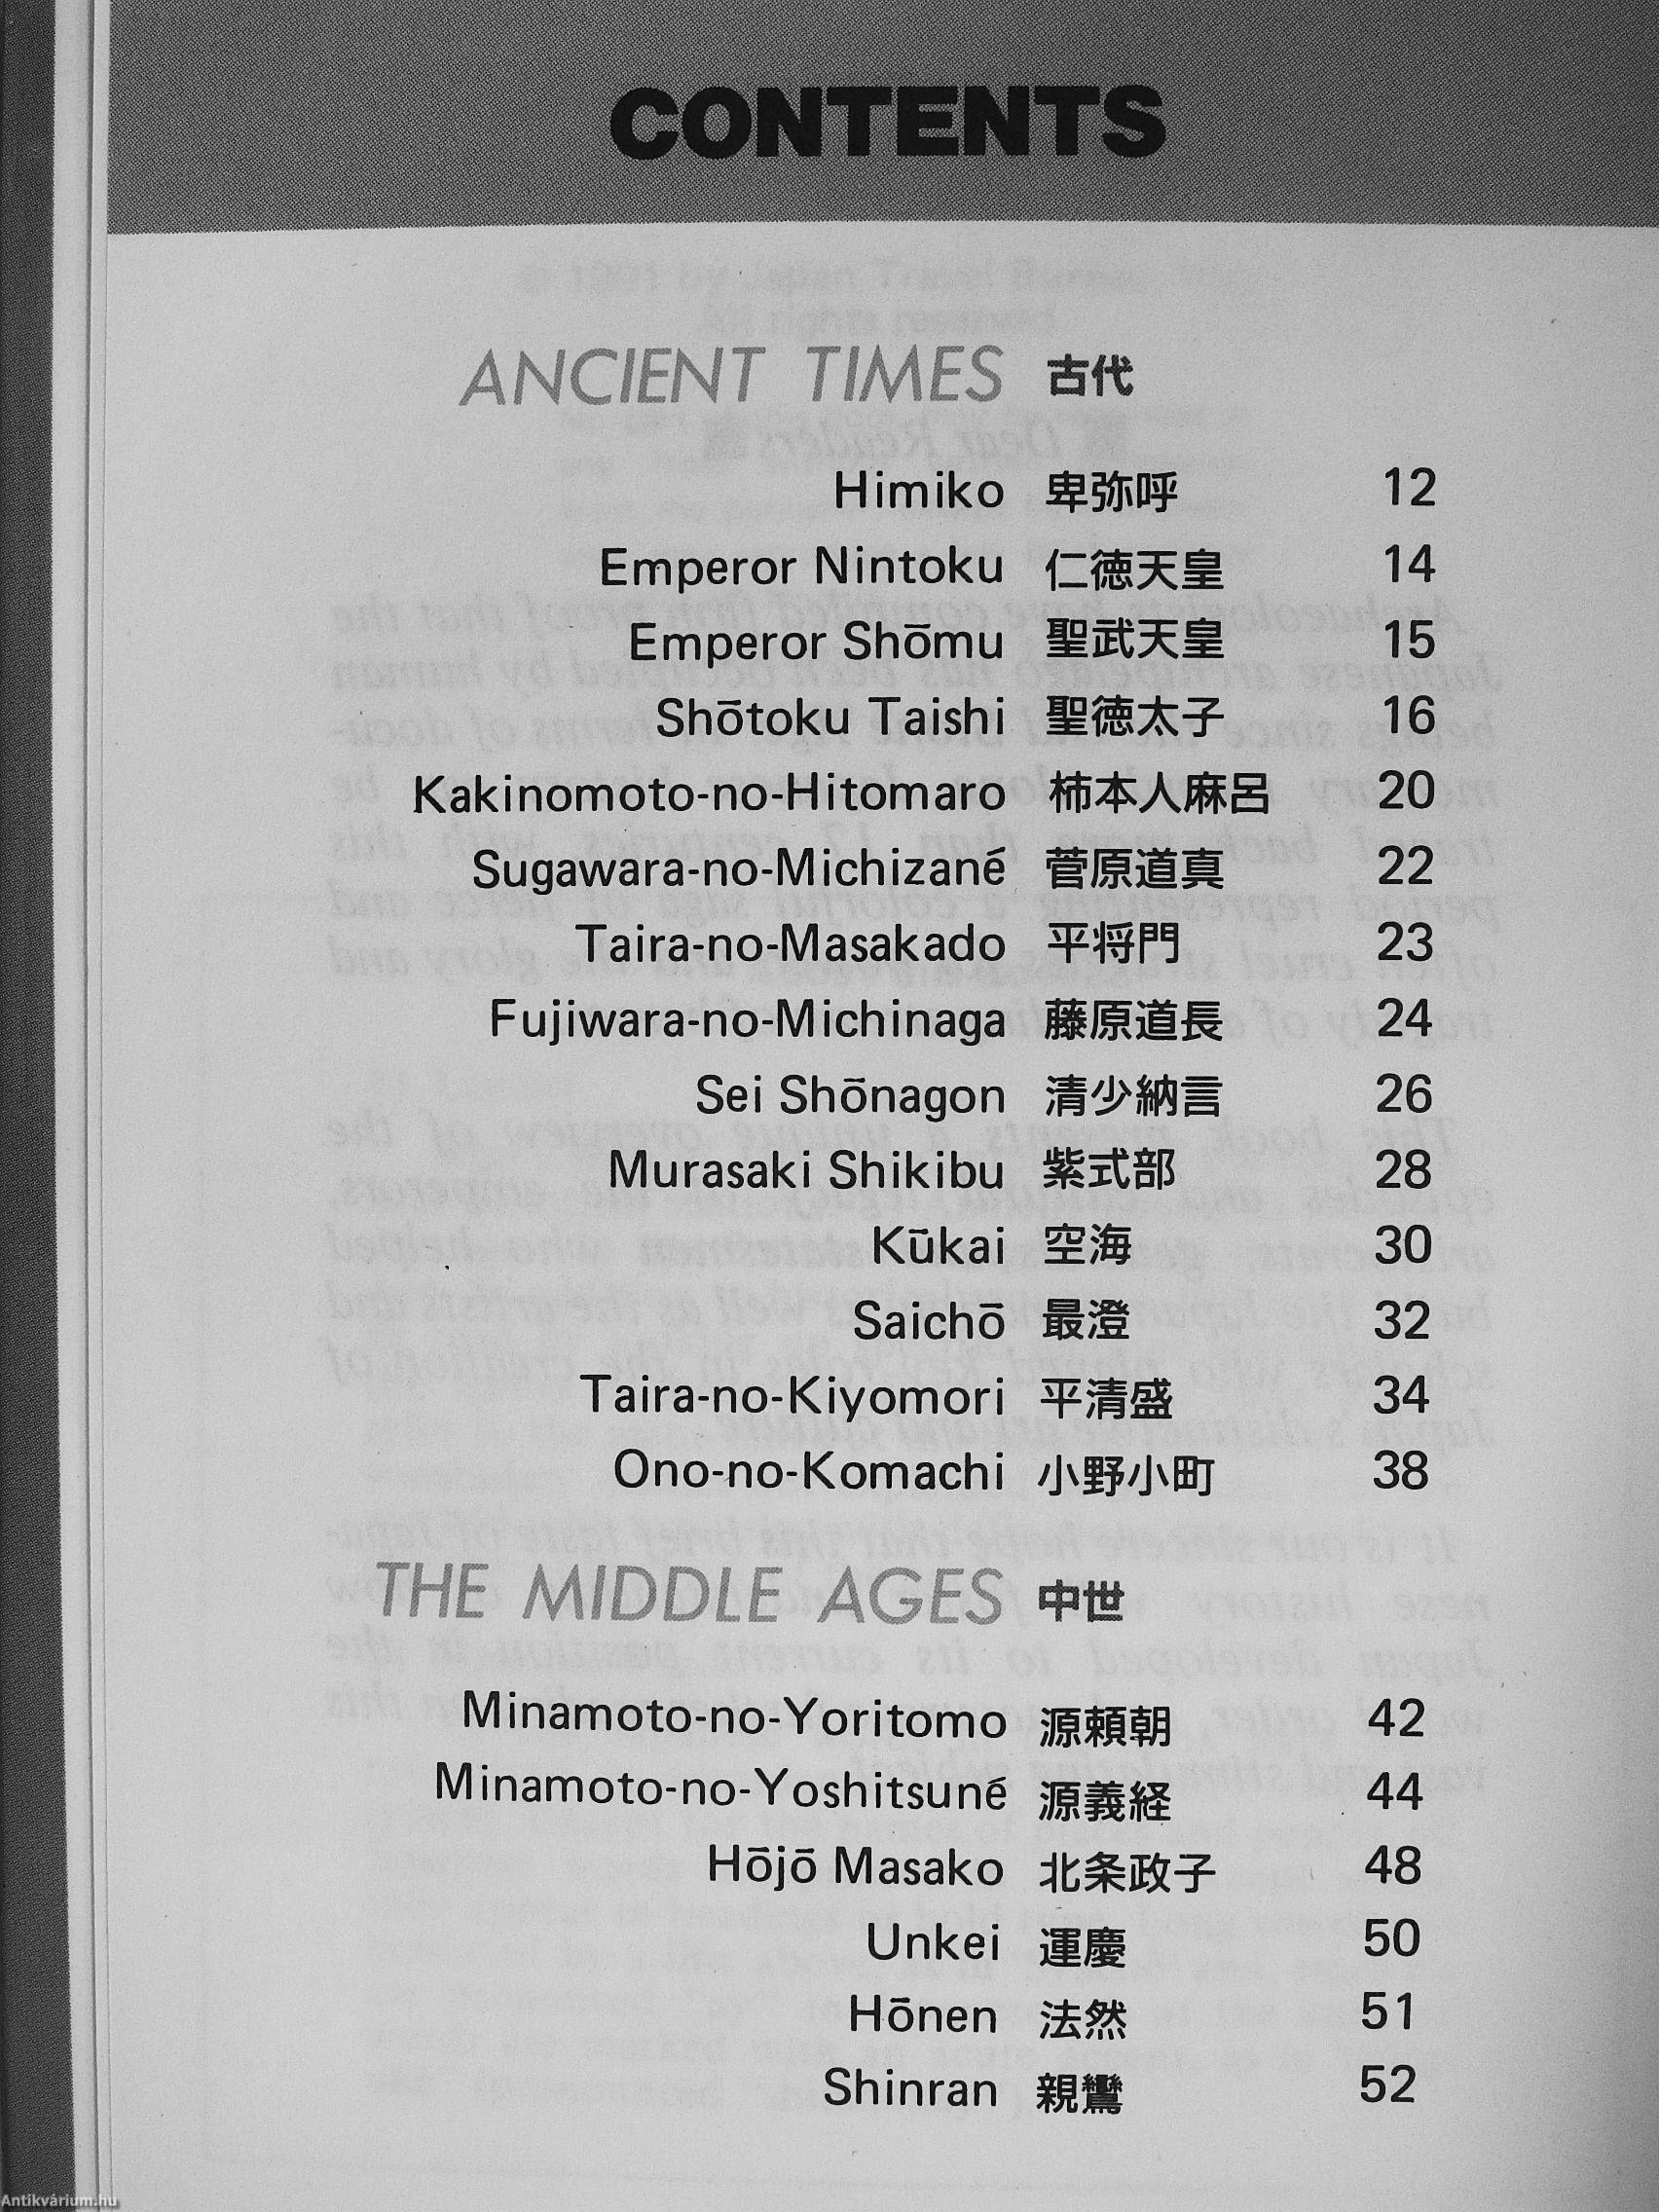 CONTENTS
ANCIENT TIMES 古代
Himiko 卑弥呼 12
Emperor Nintoku 仁徳天皇 14
Emperor Shōmu 聖武天皇 15
Shōtoku Taishi 聖徳太子 16
Kakinomoto-no-Hitomaro 柿本人麻呂 20
Sugawara-no-Michizané 菅原道真 22
Taira-no-Masakado 平将門 23
Fujiwara-no-Michinaga 藤原道長 24
Sei Shōnagon 清少納言 26
Murasaki Shikibu 紫式部 28
Kūkai 空海 30
Saichō 最澄 32
Taira-no-Kiyomori 平清盛 34
Ono-no-Komachi 小野小町 38
THE MIDDLE AGES 中世
Minamoto-no-Yoritomo 源頼朝 42
Minamoto-no-Yoshitsuné 源義経 44
Hōjō Masako 北条政子 48
Unkei 運慶 50
Hōnen 法然 51
Shinran 親鸞 52
Antikvárium.hu